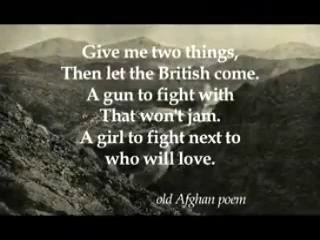 Give me two things,
Then let the British come.
A gun to fight with
That won't jam.
A girl to fight next to
who will love.
old Afghan poem